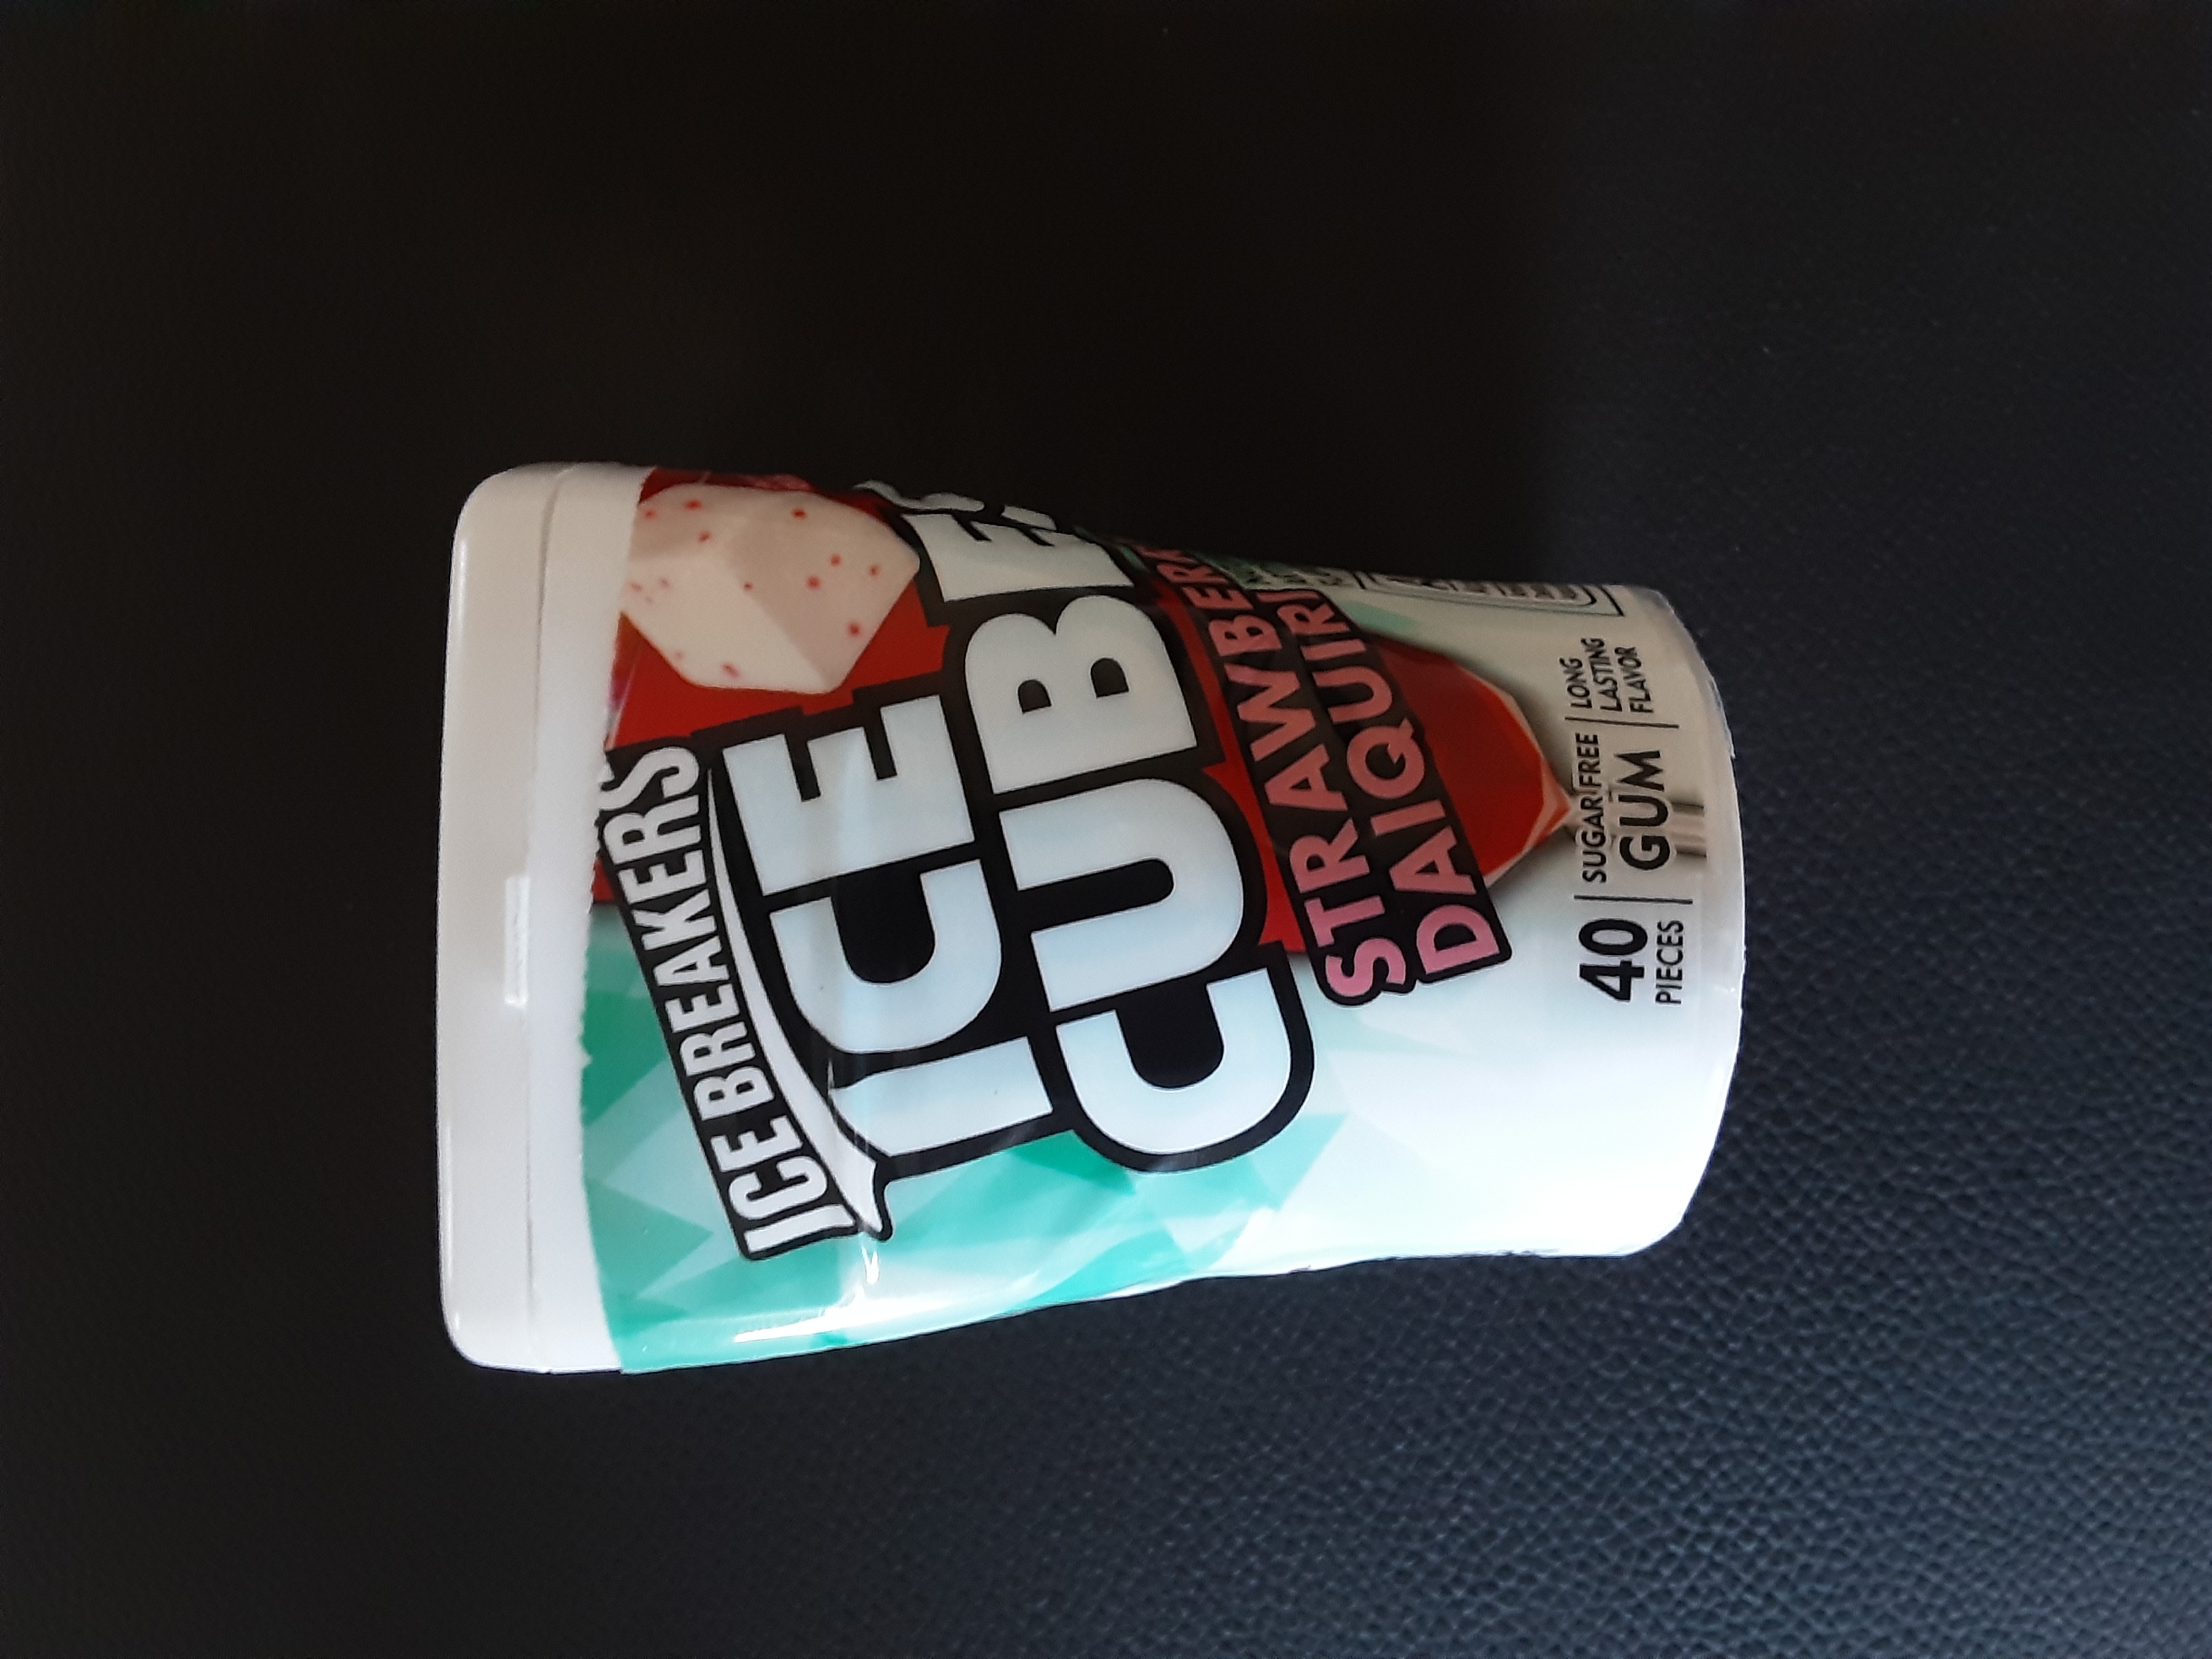 ICE BREAKERS
ICE
CUBES
STRAWBERR
DAIQUIRI
40
PIECES
SUGAR FREE
GUM
LONG
LASTING
FLAVOR